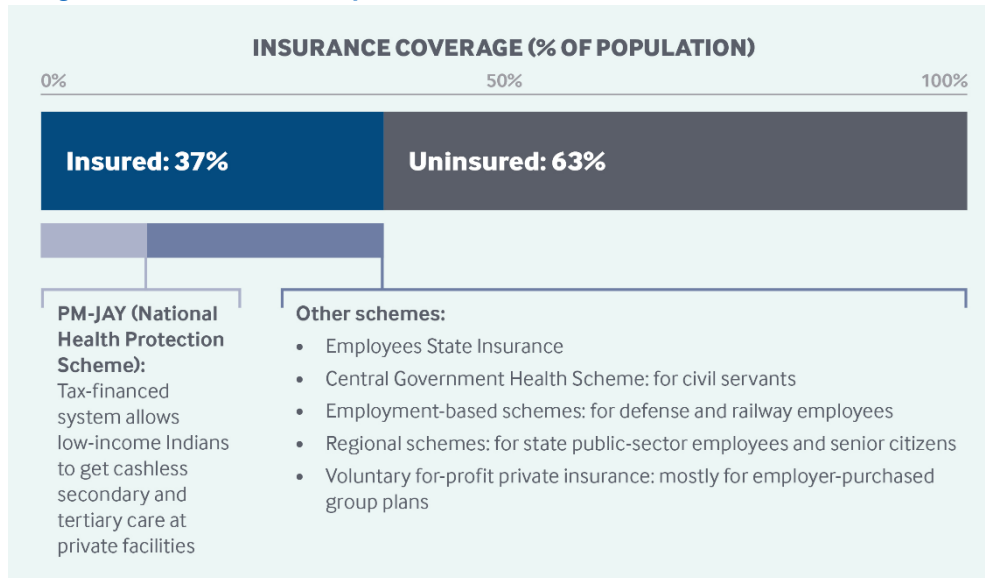 INSURANCE COVERAGE (% OF POPULATION)
0% 50% 100%
Insured: 37% Uninsured: 63%
PM-JAY (National
Health Protection
Scheme):
Tax-financed
system allows
low-income Indians
to get cashless
secondary and
tertiary care at
private facilities
Other schemes:
• Employees State Insurance
• Central Government Health Scheme: for civil servants
• Employment-based schemes: for defense and railway employees
• Regional schemes: for state public-sector employees and senior citizens
• Voluntary for-profit private insurance: mostly for employer-purchased
group plans